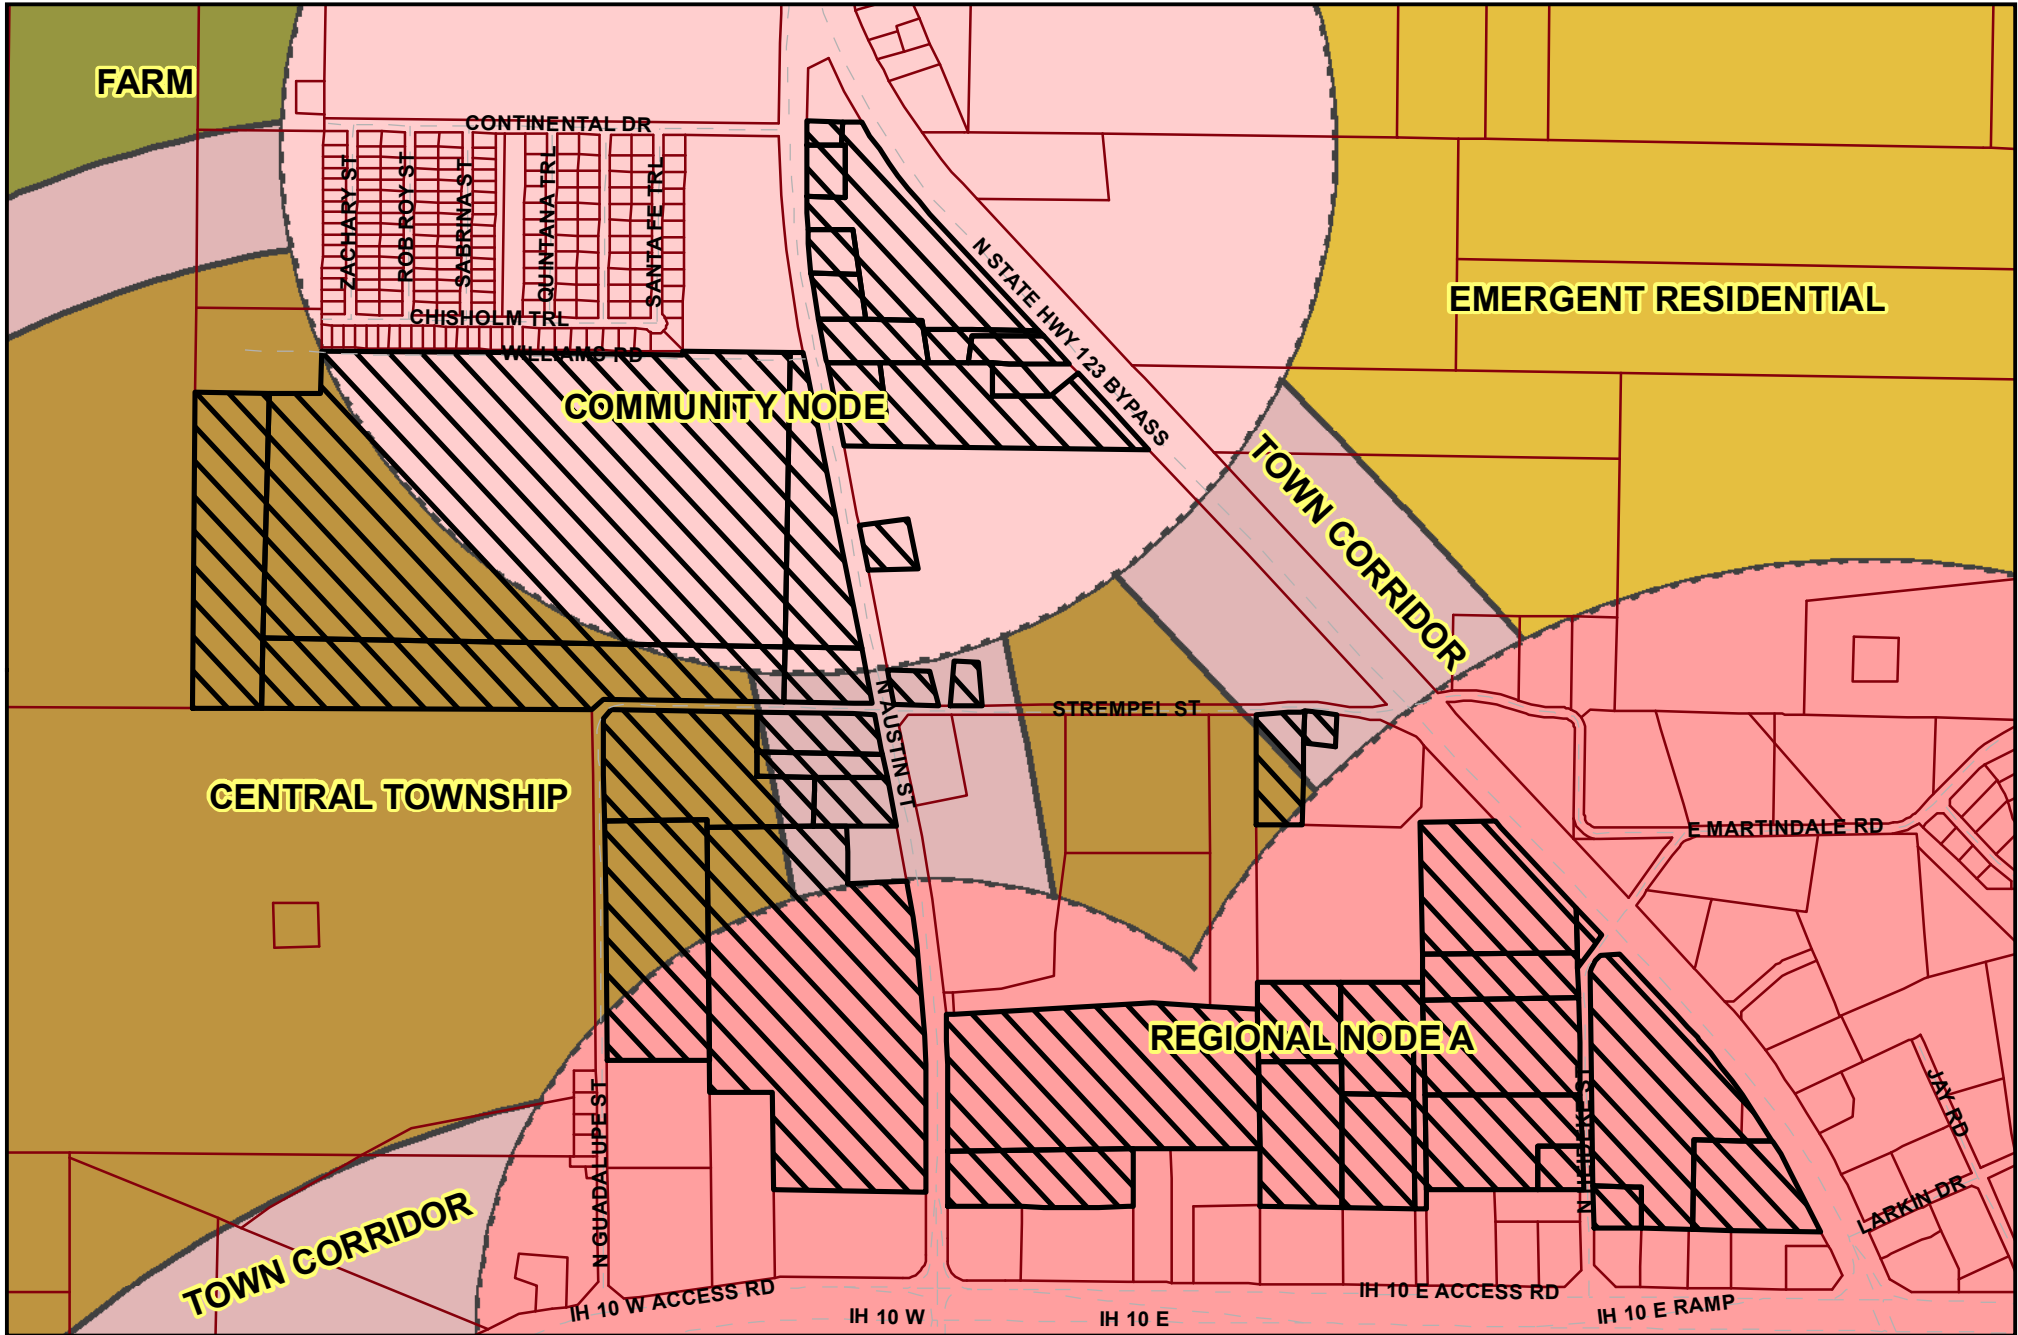 FARM
CONTINENTAL DR
ZACHARY ST
ROB ROY ST
SABRINA ST
QUINTANA TRL
SANTA FE TRL
CHISHOLM TRL
WILLIAMS RD
N STATE HWY 123 BYPASS
EMERGENT RESIDENTIAL
COMMUNITY NODE
TOWN CORRIDOR
N AUSTIN ST
STREMPEL ST
CENTRAL TOWNSHIP
E MARTINDALE RD
REGIONAL NODE A
N GUADALUPE ST
N HEIDEKE ST
JAY RD
LARKIN DR
TOWN CORRIDOR
IH 10 W ACCESS RD
IH 10 W
IH 10 E
IH 10 E ACCESS RD
IH 10 E RAMP